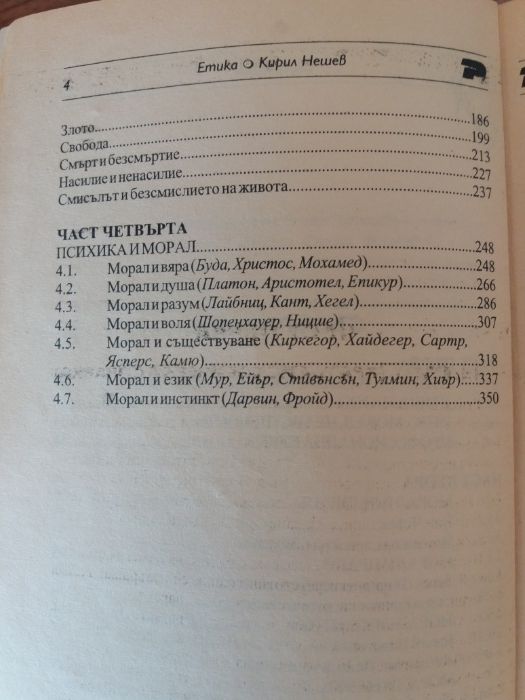 4
Етика ❍ Кирил Нешев
Злото..........186
Свобода..........199
Смърт и безсмъртие..........213
Насилие и ненасилие..........227
Смисълът и безсмислието на живота..........237
ЧАСТ ЧЕТВЪРТА
ПСИХИКА И МОРАЛ..........248
4.1. Морал и вяра (Буда, Христос, Мохамед)..........248
4.2. Морал и душа (Платон, Аристотел, Епикур)..........266
4.3. Морал и разум (Лайбниц, Кант, Хегел)..........286
4.4. Морал и воля (Шопенхауер, Ницше)..........307
4.5. Морал и съществуване (Киркегор, Хайдегер, Сартр,
Ясперс, Камю)..........318
4.6. Морал и език (Мур, Ейър, Стивънсън, Тулмин, Хиър)....337
4.7. Морал и инстинкт (Дарвин, Фройд)..........350